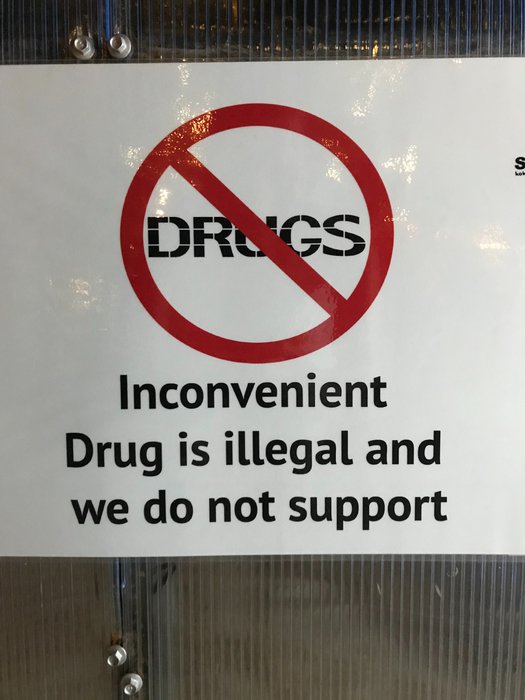 DRUGS
Inconvenient
Drug is illegal and
we do not support